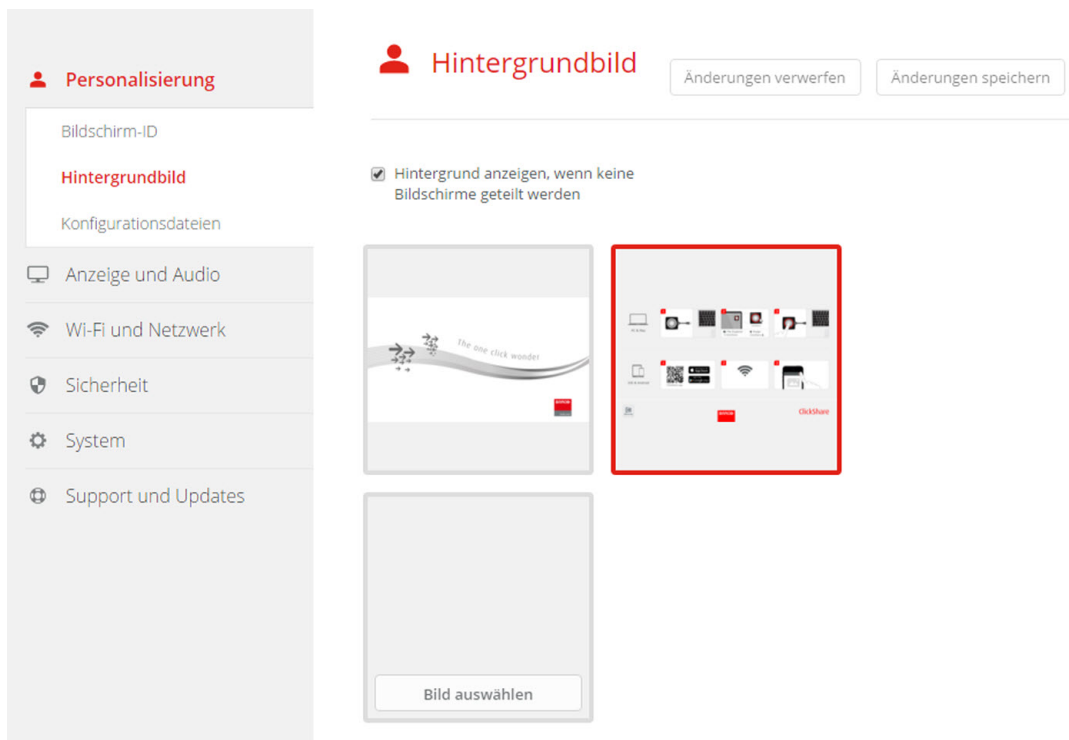 Personalisierung
Bildschirm-ID
Hintergrundbild
Konfigurationsdateien
Anzeige und Audio
Wi-Fi und Netzwerk
Sicherheit
System
Support und Updates
Hintergrundbild
Änderungen verwerfen
Änderungen speichern
Hintergrund anzeigen, wenn keine
Bildschirme geteilt werden
The one click wonder
ClickShare
Bild auswählen